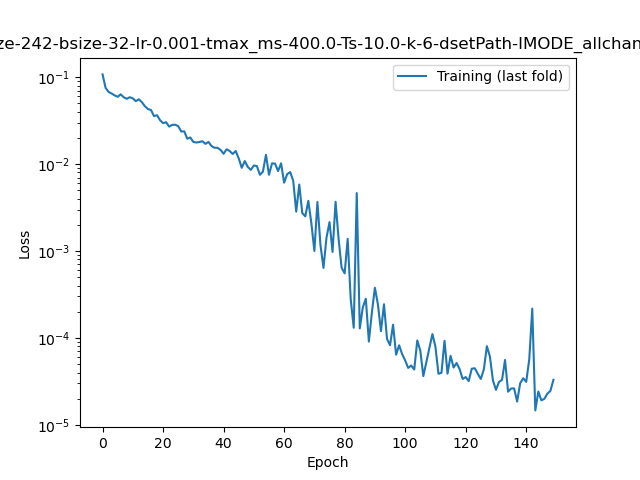 ze-242-bsize-32-lr-0.001-tmax_ms-400.0-Ts-10.0-k-6-dsetPath-IMODE_allchan
Training (last fold)
Loss
10⁻¹
10⁻²
10⁻³
10⁻⁴
10⁻⁵
0 20 40 60 80 100 120 140
Epoch